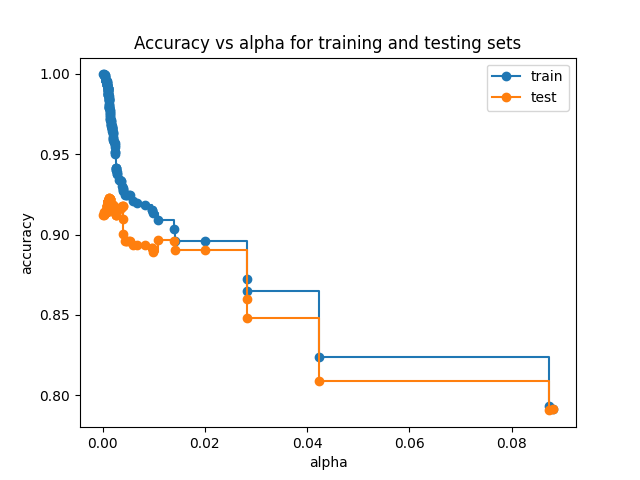 Accuracy vs alpha for training and testing sets
train
test
1.00
0.95
0.90
0.85
0.80
accuracy
0.00
0.02
0.04
0.06
0.08
alpha